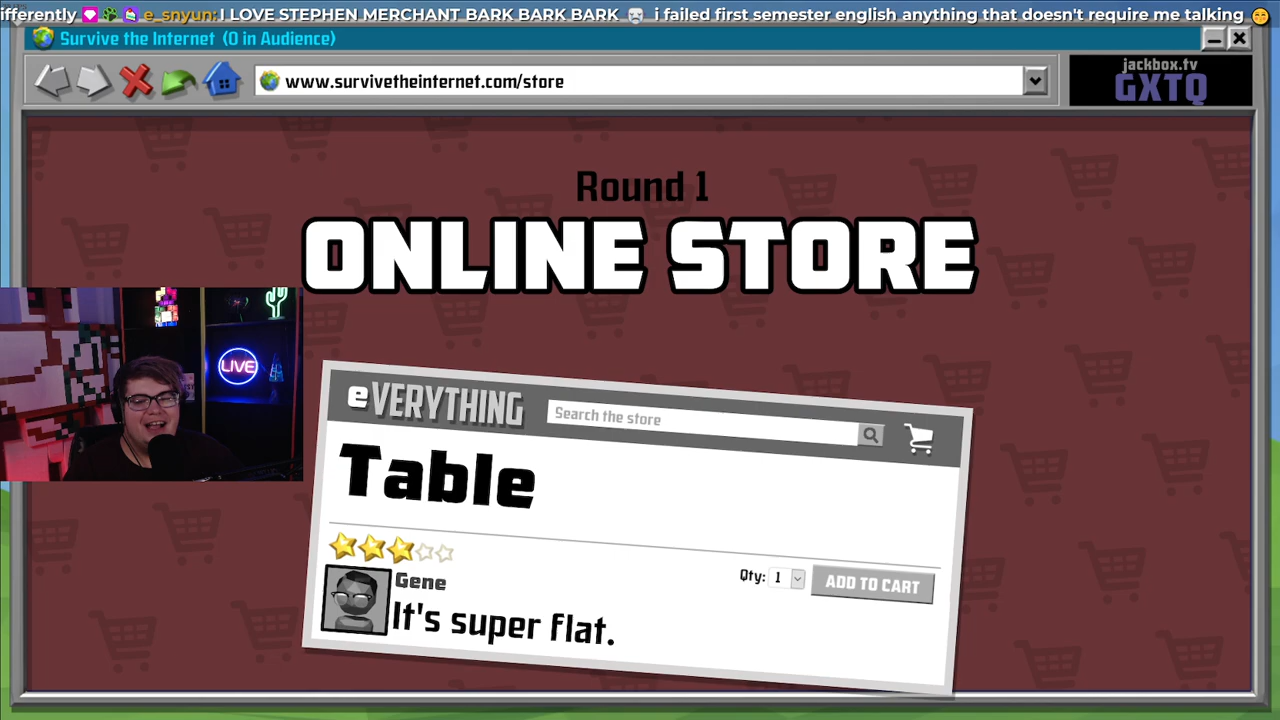 ifferently e_snyun: I LOVE STEPHEN MERCHANT BARK BARK BARK i failed first semester english anything that doesn't require me talking
Survive the Internet (0 in Audience)
www.survivetheinternet.com/store
jackbox.tv
GXTQ
Round 1
ONLINE STORE
LIVE
eVERYTHING
Search the store
Table
Gene
Qty: 1
ADD TO CART
It's super flat.